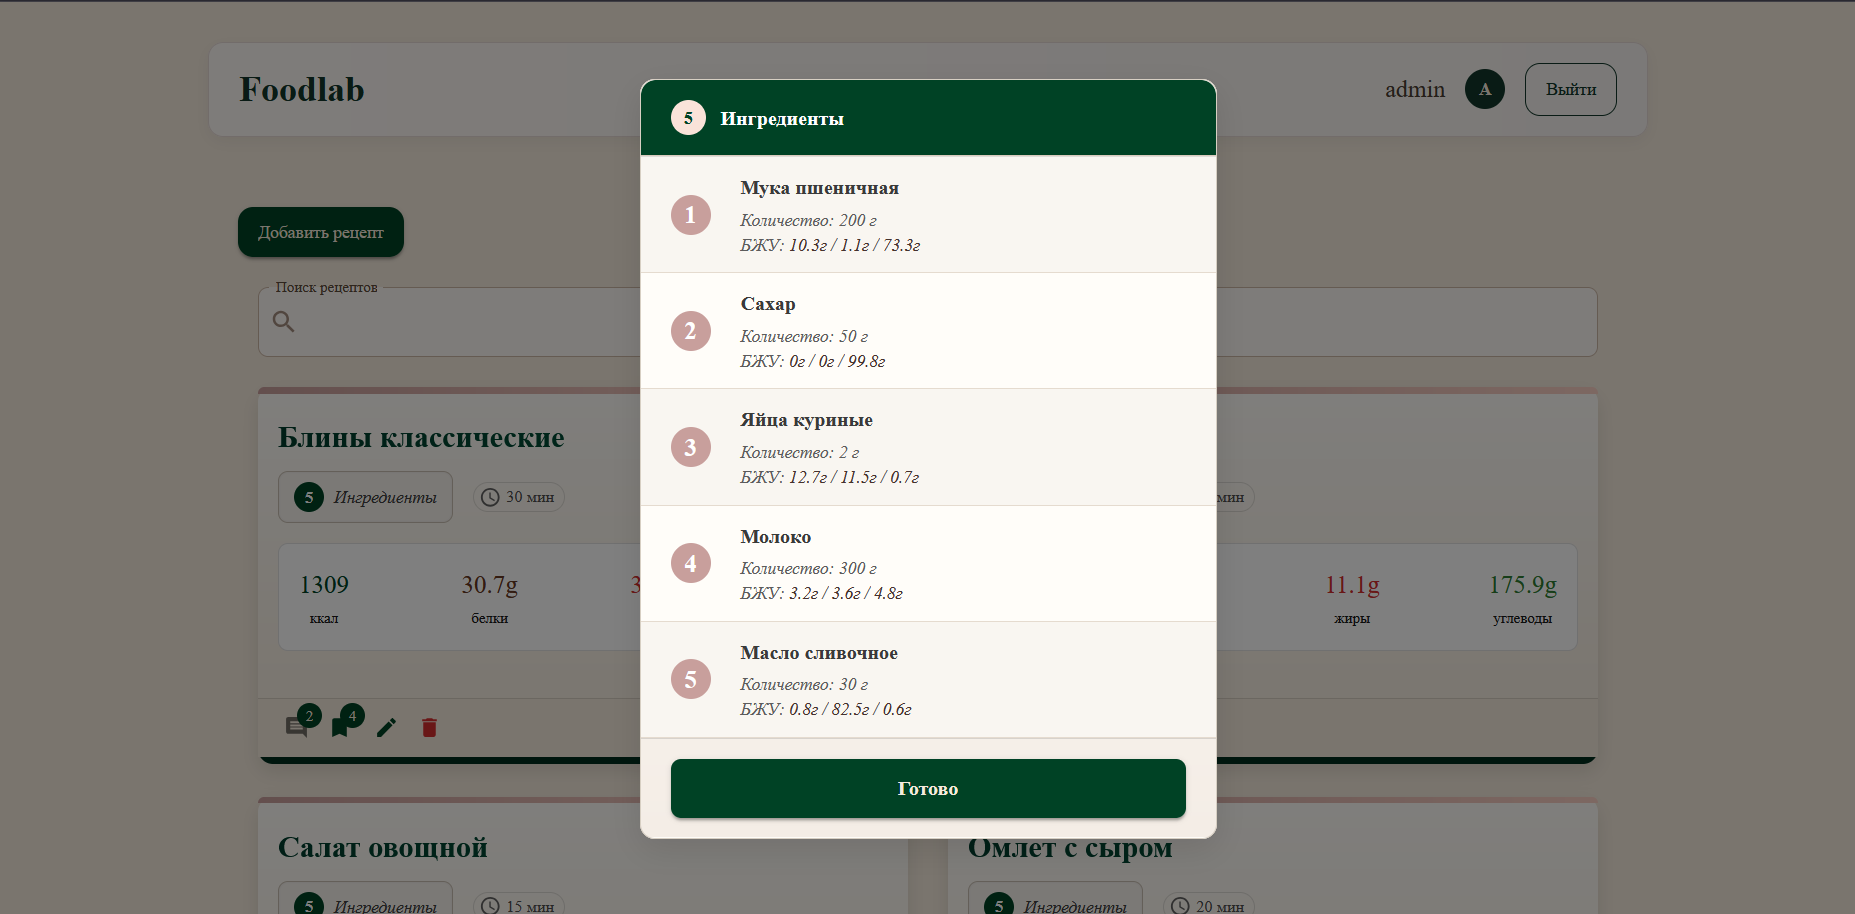 Foodlab
admin
A
Выйти
Добавить рецепт
Поиск рецептов
Блины классические
5 Ингредиенты
30 мин
мин
1309
ккал
30.7g
белки
3
11.1g
жиры
175.9g
углеводы
2
4
Салат овощной
5 Ингредиенты
15 мин
Омлет с сыром
5 Ингредиенты
20 мин
5 Ингредиенты
1
Мука пшеничная
Количество: 200 г
БЖУ: 10.3г / 1.1г / 73.3г
2
Сахар
Количество: 50 г
БЖУ: 0г / 0г / 99.8г
3
Яйца куриные
Количество: 2 г
БЖУ: 12.7г / 11.5г / 0.7г
4
Молоко
Количество: 300 г
БЖУ: 3.2г / 3.6г / 4.8г
5
Масло сливочное
Количество: 30 г
БЖУ: 0.8г / 82.5г / 0.6г
Готово